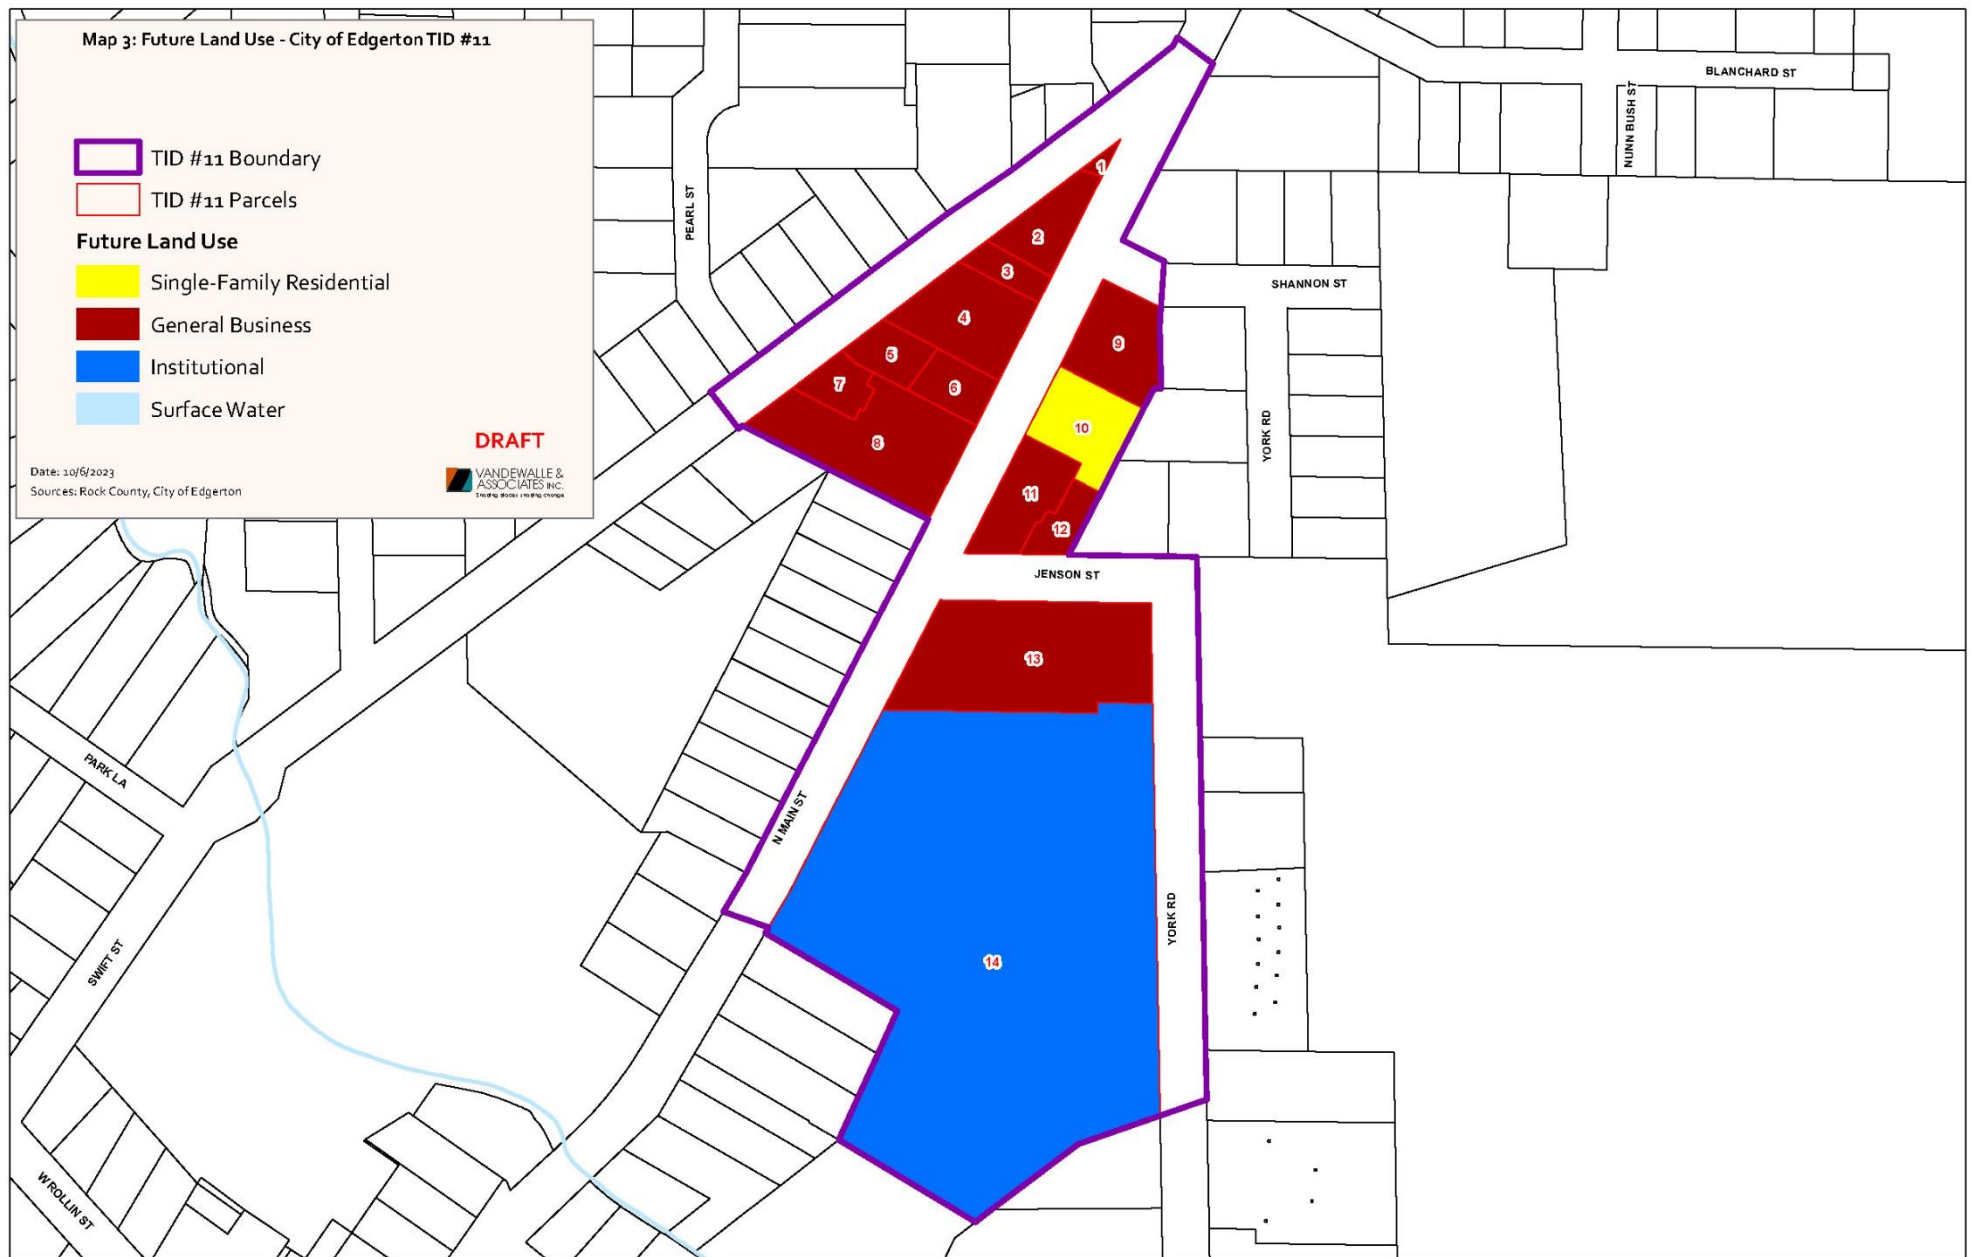 Map 3: Future Land Use - City of Edgerton TID #11
TID #11 Boundary
TID #11 Parcels
Future Land Use
Single-Family Residential
General Business
Institutional
Surface Water
DRAFT
Date: 10/6/2023
Sources: Rock County, City of Edgerton
VANDEWALLE &
ASSOCIATES INC.
Shaping places, shaping change
BLANCHARD ST
NUNN BUSH ST
PEARL ST
1
2
3
4
5
6
7
8
SHANNON ST
9
10
YORK RD
11
12
JENSON ST
13
N MAIN ST
PARK LA
SWIFT ST
YORK RD
14
W ROLLIN ST